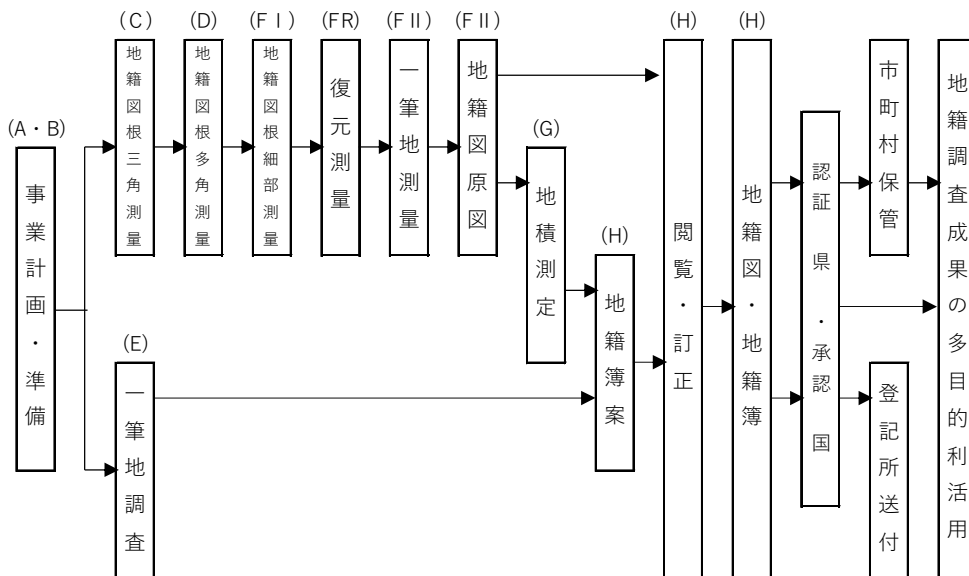 (A・B)
事業計画・準備
(C)
地籍図根三角測量
(D)
地籍図根多角測量
(FⅠ)
地籍図根細部測量
(FR)
復元測量
(FⅡ)
一筆地測量
(FⅡ)
地籍図原図
(E)
一筆地調査
(G)
地積測定
(H)
地籍簿案
(H)
閲覧・訂正
(H)
地籍図・地籍簿
認証 県・承認 国
市町村保管
登記所送付
地籍調査成果の多目的利活用